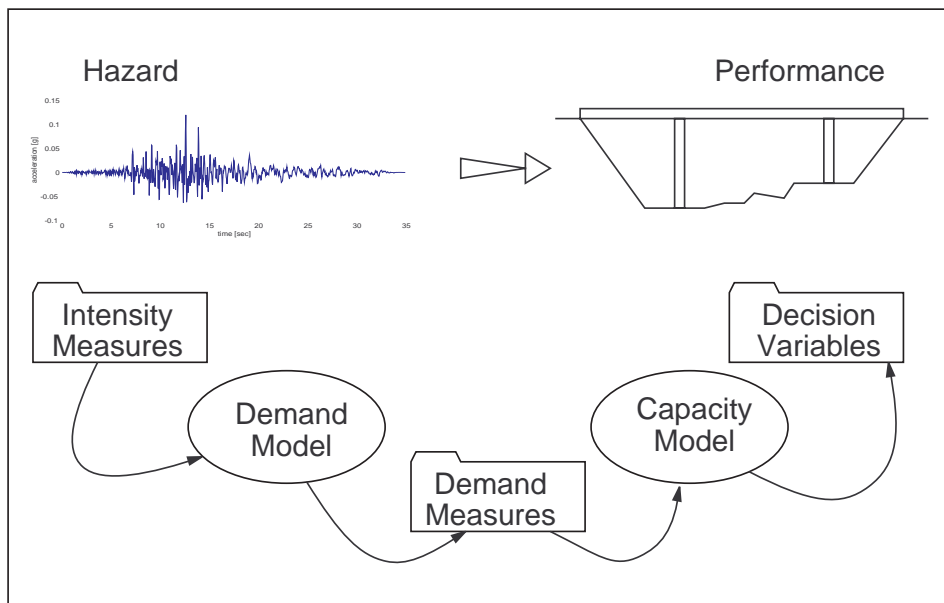 Hazard
Performance
0.15
0.1
0.05
0
-0.05
-0.1
acceleration [g]
0 5 10 15 20 25 30 35
time [sec]
Intensity
Measures
Demand
Model
Demand
Measures
Capacity
Model
Decision
Variables